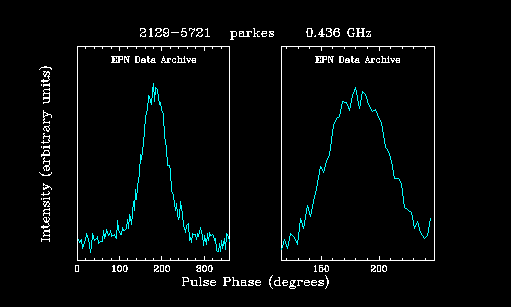 2129−5721 parkes 0.436 GHz
EPN Data Archive EPN Data Archive
Intensity (arbitrary units)
0 100 200 300 150 200
Pulse Phase (degrees)